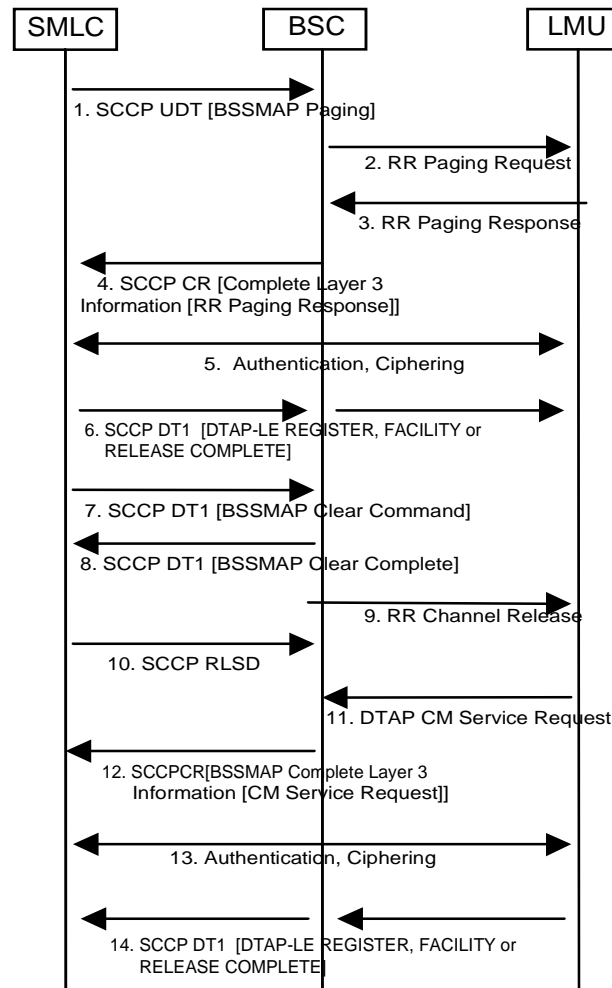 SMLC
BSC
LMU
1. SCCP UDT [BSSMAP Paging]
2. RR Paging Request
3. RR Paging Response
4. SCCP CR [Complete Layer 3
Information [RR Paging Response]]
5. Authentication, Ciphering
6. SCCP DT1 [DTAP-LE REGISTER, FACILITY or
RELEASE COMPLETE]
7. SCCP DT1 [BSSMAP Clear Command]
8. SCCP DT1 [BSSMAP Clear Complete]
9. RR Channel Release
10. SCCP RLSD
11. DTAP CM Service Request
12. SCCPCR[BSSMAP Complete Layer 3
Information [CM Service Request]]
13. Authentication, Ciphering
14. SCCP DT1 [DTAP-LE REGISTER, FACILITY or
RELEASE COMPLETE]